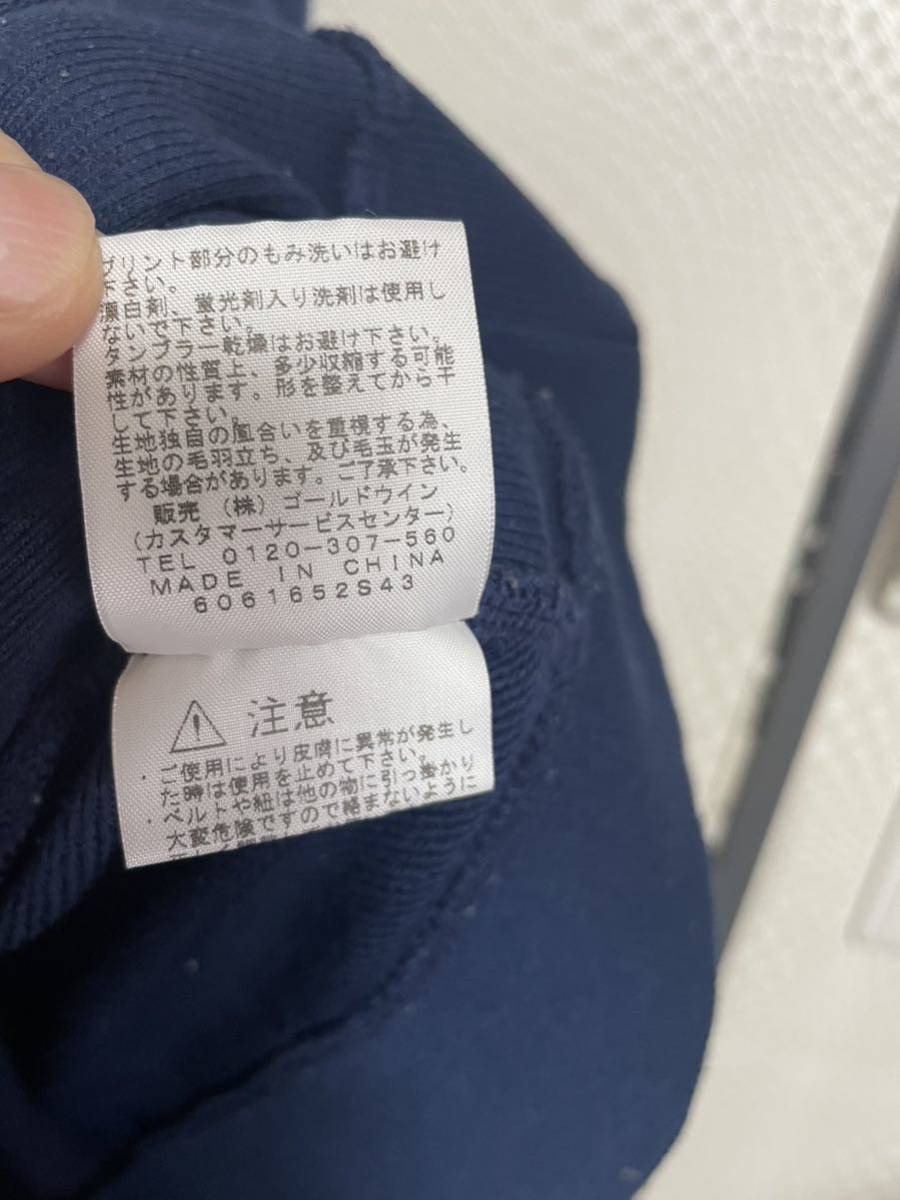 プリント部分のもみ洗いはお避け
下さい。
漂白剤、蛍光剤入り洗剤は使用し
ないで下さい。
タンブラー乾燥はお避け下さい。
素材の性質上、多少収縮する可能
性があります。形を整えてから干
して下さい。
生地独自の風合いを重視する為、
生地の毛羽立ち、及び毛玉が発生
する場合があります。ご了承下さい。
販売 (株) ゴールドウイン
(カスタマーサービスセンター)
TEL 0120-307-560
MADE IN CHINA
6061652S43
注意
・ご使用により皮膚に異常が発生し
た時は使用を止めて下さい。
・ベルトや紐は他の物に引っ掛かり
大変危険ですので絡まないように